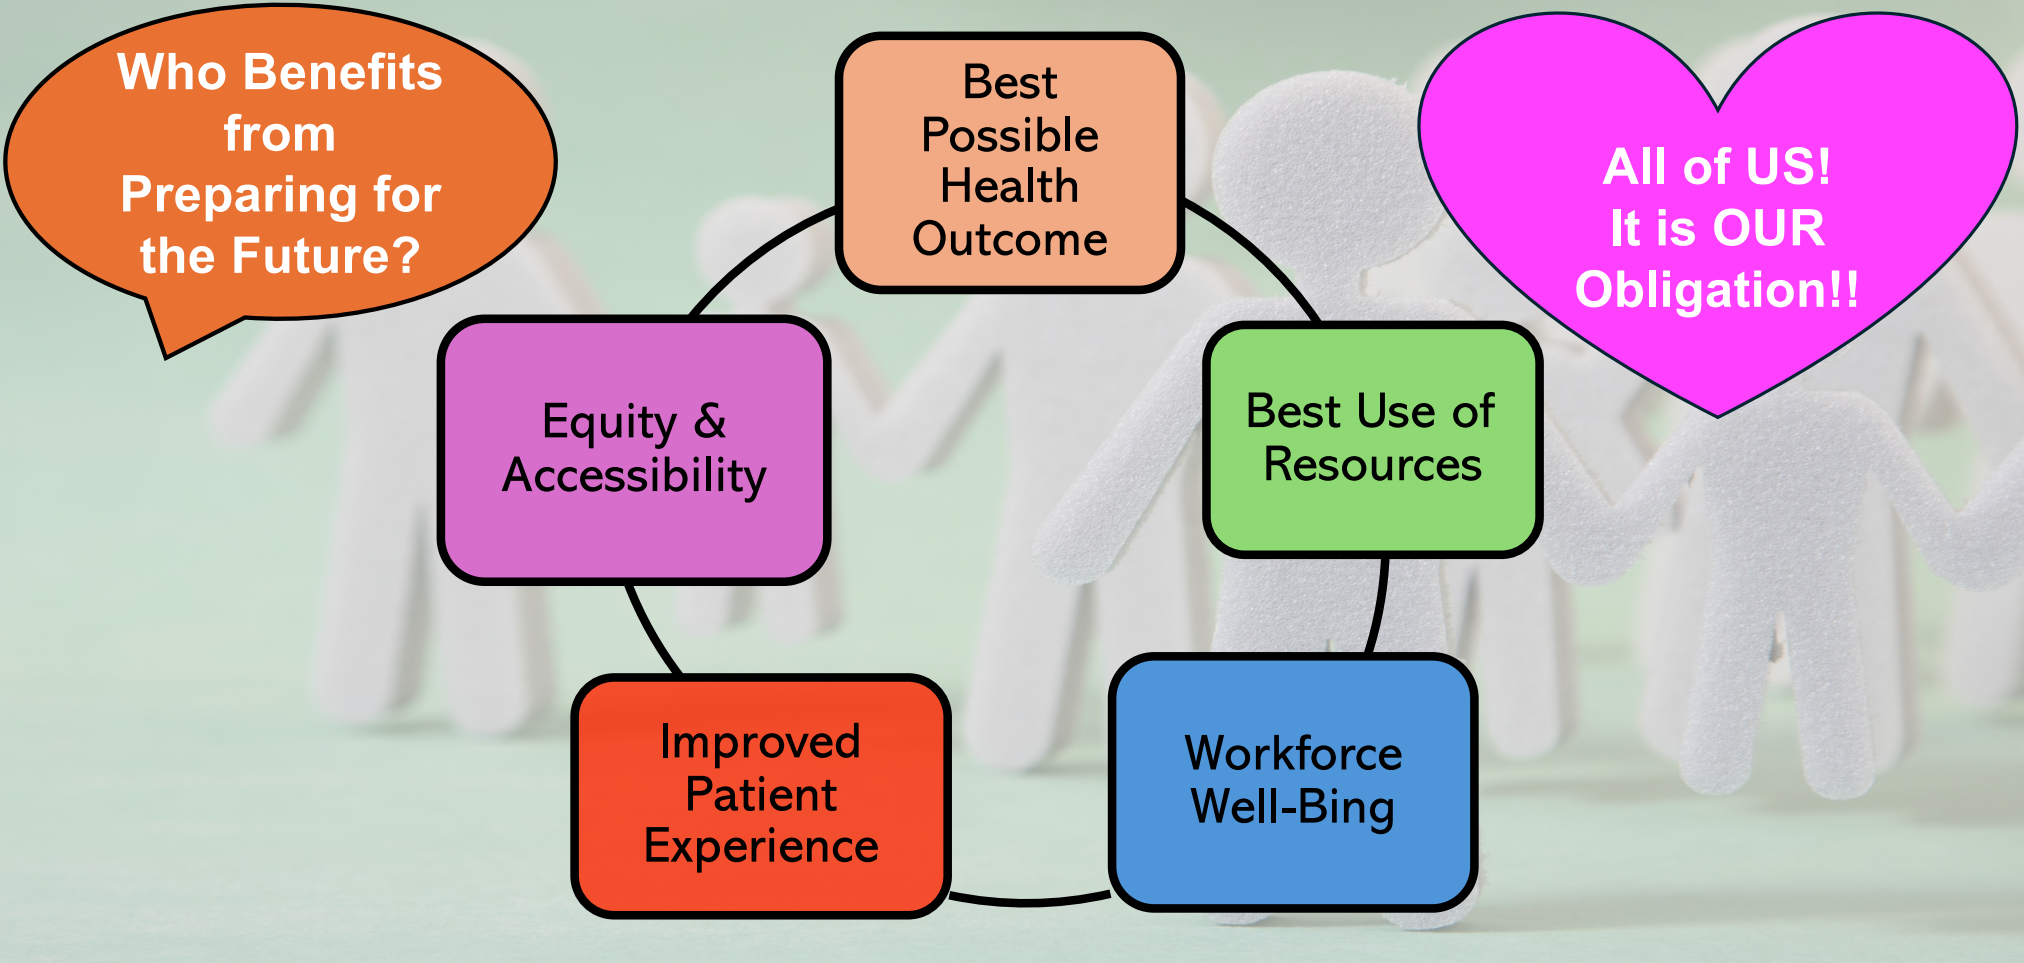 Who Benefits
from
Preparing for
the Future?
Best
Possible
Health
Outcome
All of US!
It is OUR
Obligation!!
Equity &
Accessibility
Best Use of
Resources
Improved
Patient
Experience
Workforce
Well-Bing